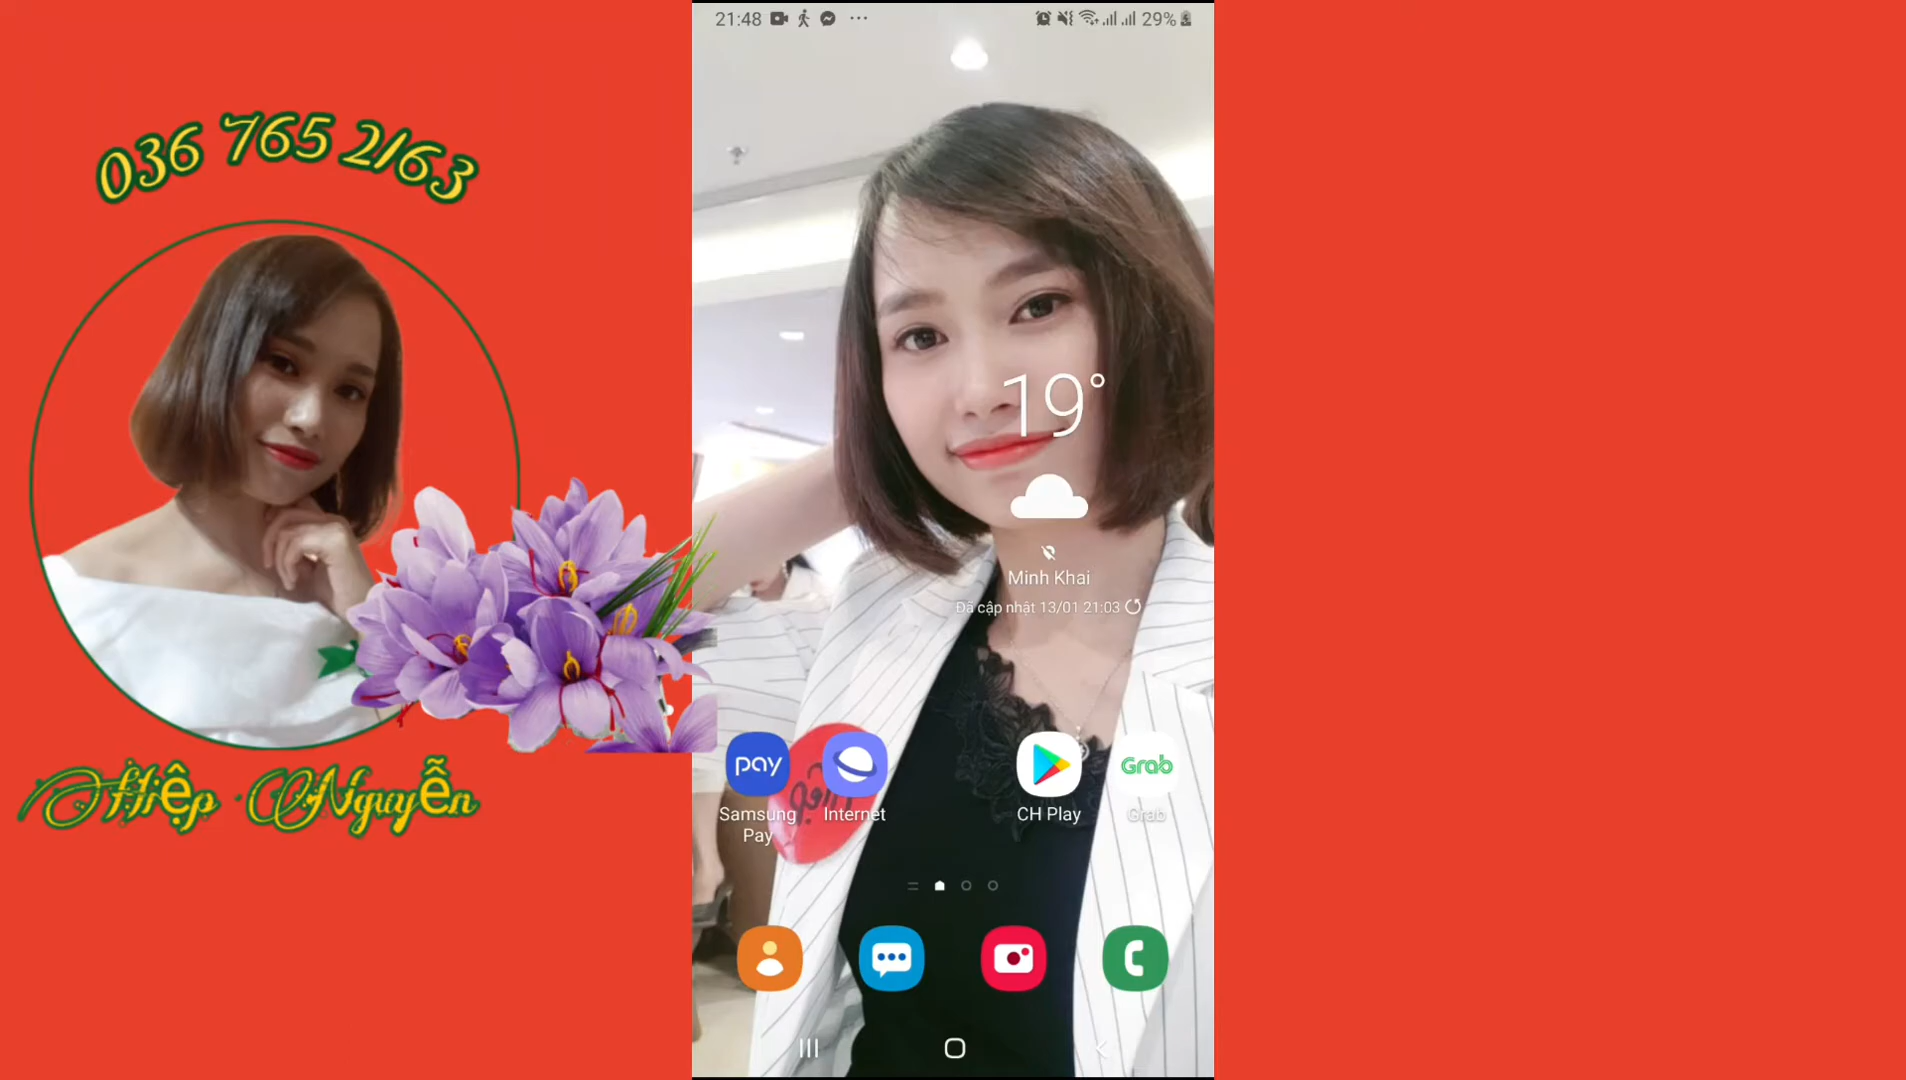 036 765 2163
Hiệp Nguyễn
21:48
29%
19°
Minh Khai
Đã cập nhật 13/01 21:03
pay
Grab
Samsung Pay
Internet
CH Play
Grab